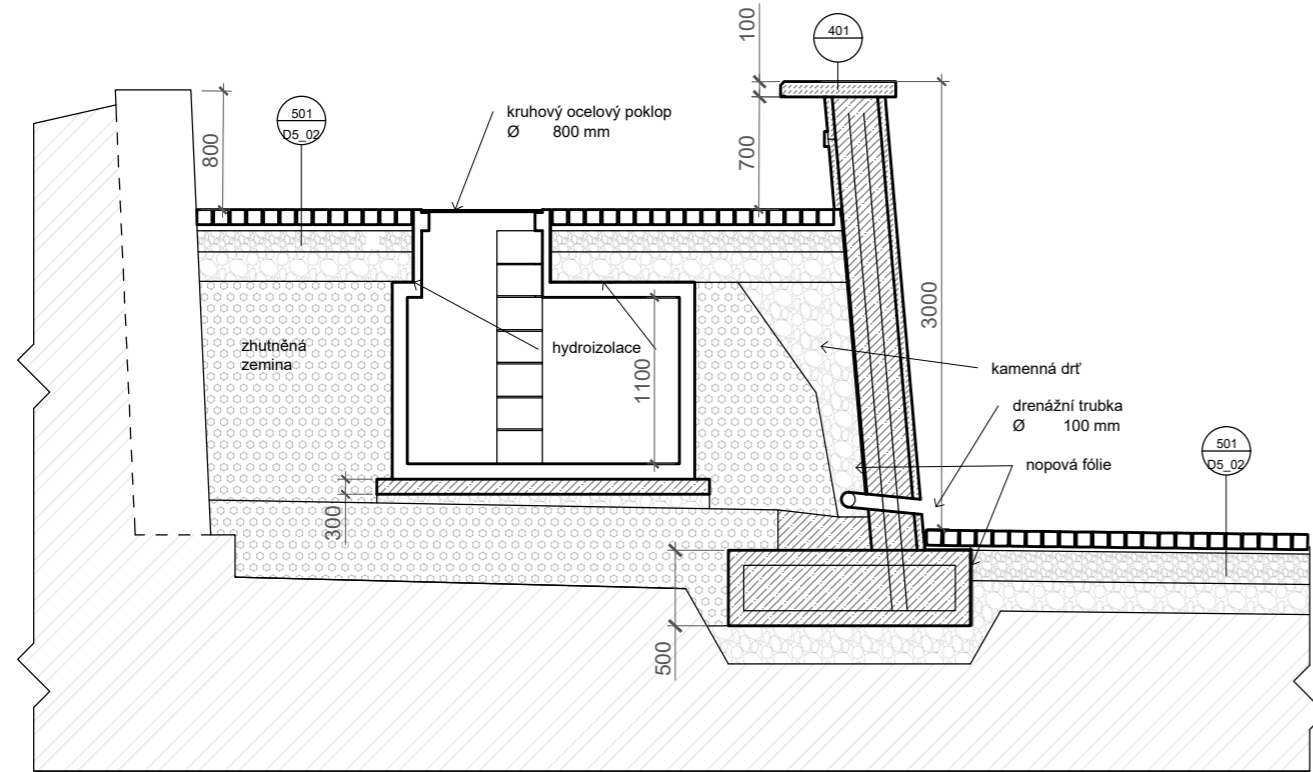 100
401
501
D5_02
kruhový ocelový poklop
Ø 800 mm
800
700
3000
zhutněná
zemina
hydroizolace
1100
kamenná drť
drenážní trubka
Ø 100 mm
501
D5_02
nopová fólie
300
500